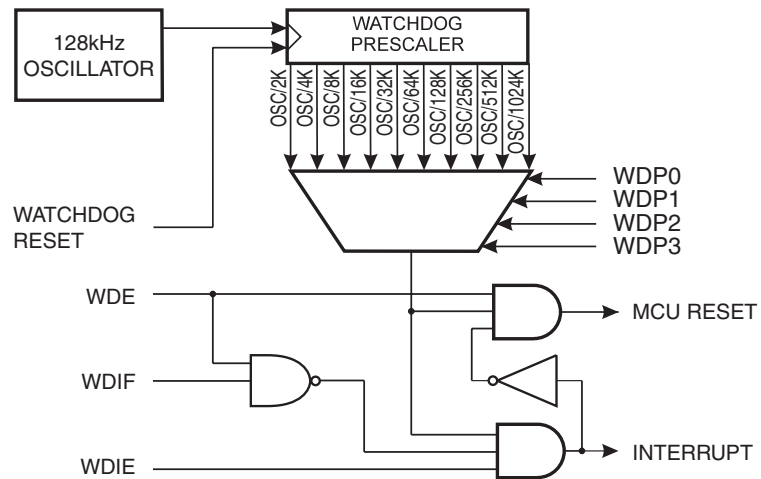 128kHz
OSCILLATOR
WATCHDOG
PRESCALER
OSC/2K
OSC/4K
OSC/8K
OSC/16K
OSC/32K
OSC/64K
OSC/128K
OSC/256K
OSC/512K
OSC/1024K
WDP0
WDP1
WDP2
WDP3
WATCHDOG
RESET
WDE
MCU RESET
WDIF
WDIE
INTERRUPT